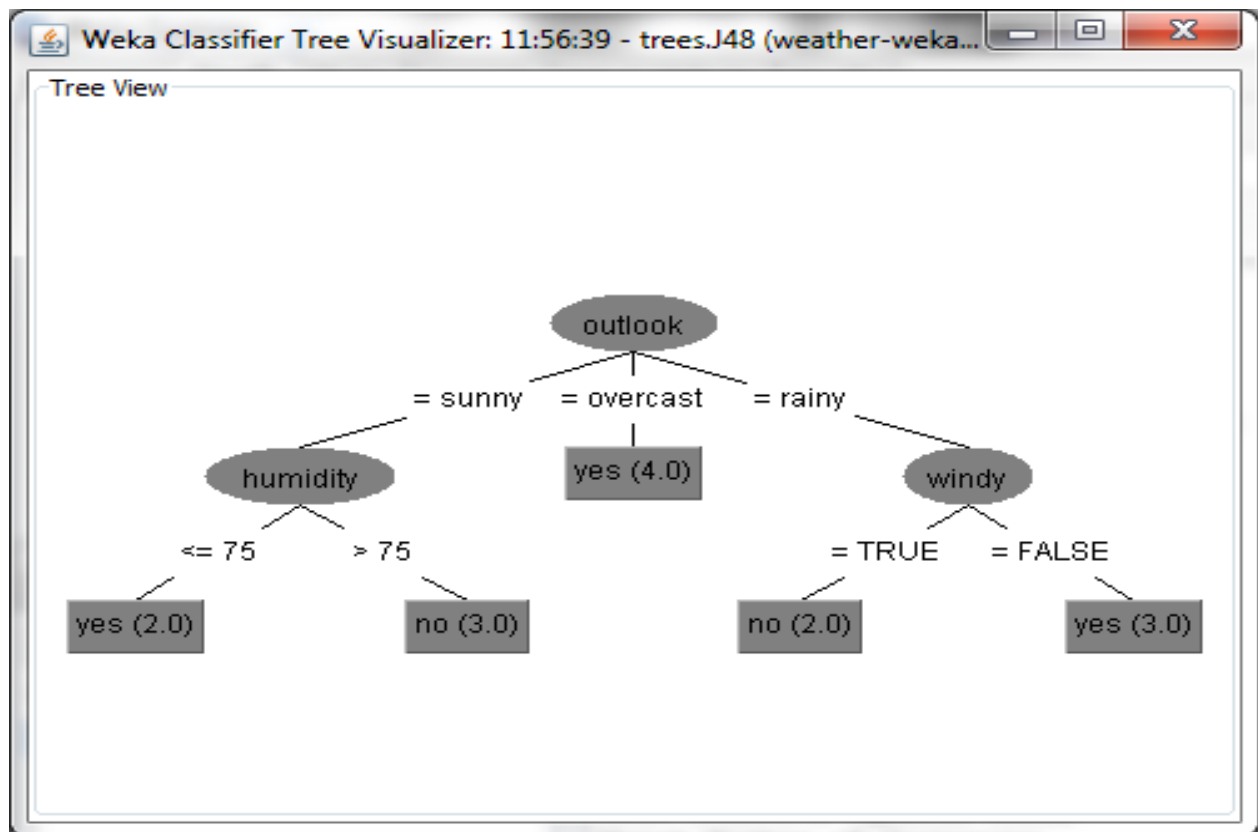 Weka Classifier Tree Visualizer: 11:56:39 - trees.J48 (weather-weka...
Tree View
outlook
= sunny = overcast = rainy
humidity yes (4.0) windy
<= 75 > 75 = TRUE = FALSE
yes (2.0) no (3.0) no (2.0) yes (3.0)